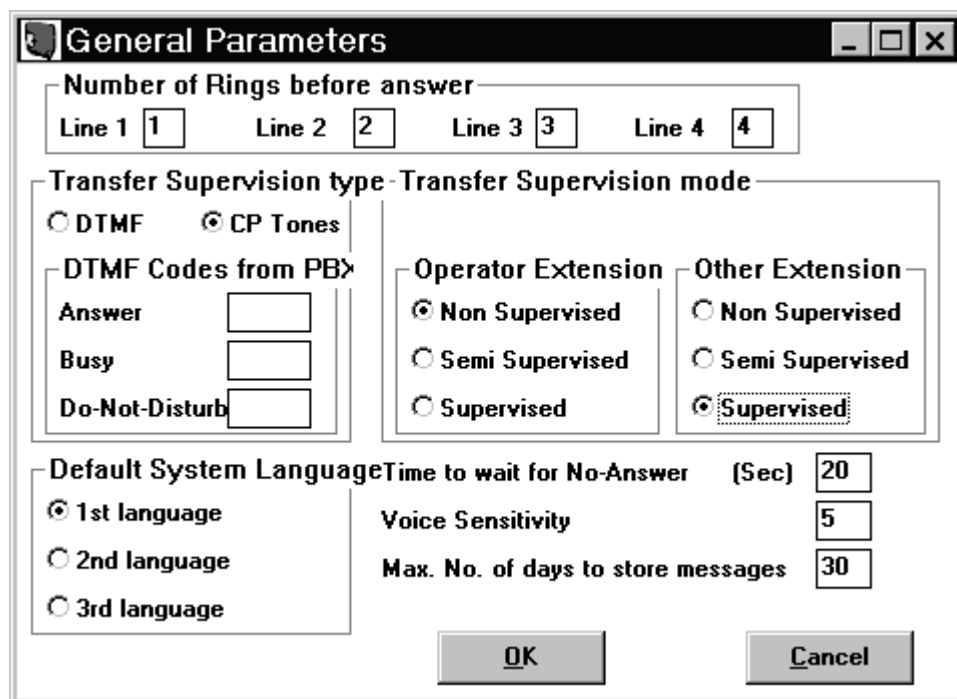 General Parameters
Number of Rings before answer
Line 1 1 Line 2 2 Line 3 3 Line 4 4
Transfer Supervision type Transfer Supervision mode
DTMF CP Tones
DTMF Codes from PBX Operator Extension Other Extension
Answer Non Supervised Non Supervised
Busy Semi Supervised Semi Supervised
Do-Not-Disturb Supervised Supervised
Default System Language Time to wait for No-Answer (Sec) 20
1st language Voice Sensitivity 5
2nd language Max. No. of days to store messages 30
3rd language
OK Cancel